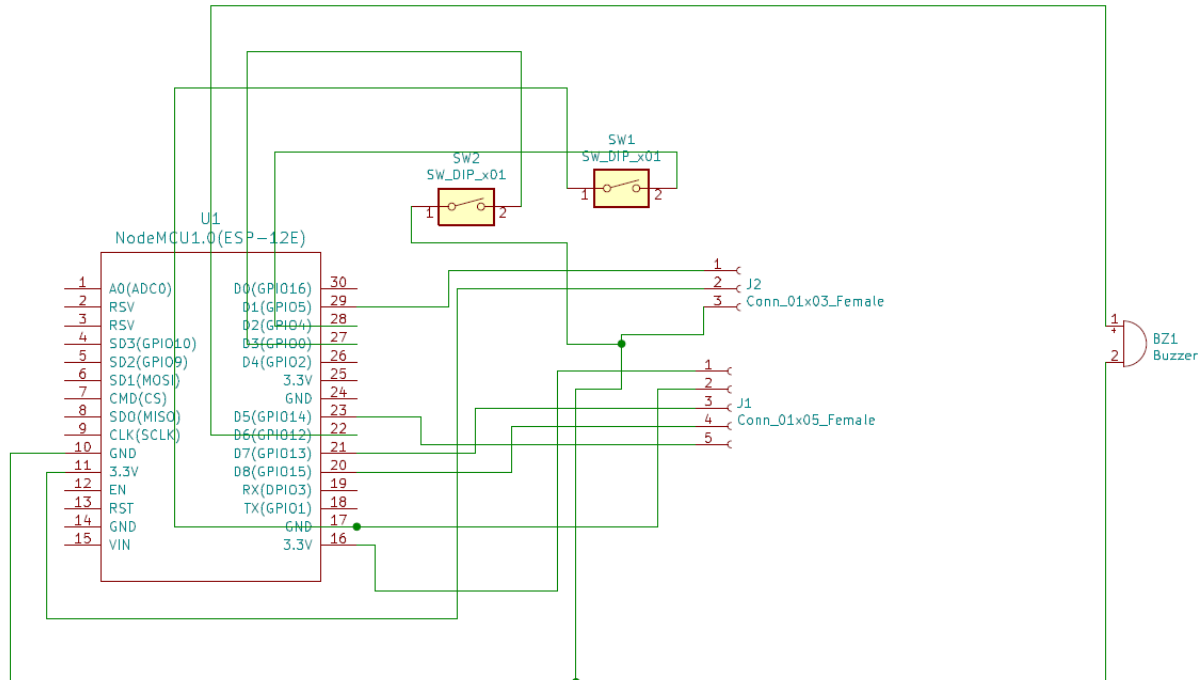 SW1
SW_DIP_x01
1
2
SW2
SW_DIP_x01
1
2
U1
NodeMCU1.0(ESP-12E)
1 A0(ADC0) D0(GPIO16) 30
2 RSV D1(GPIO5) 29
3 RSV D2(GPIO4) 28
4 SD3(GPIO10) D3(GPIO0) 27
5 SD2(GPIO9) D4(GPIO2) 26
6 SD1(MOSI) 3.3V 25
7 CMD(CS) GND 24
8 SD0(MISO) D5(GPIO14) 23
9 CLK(SCLK) D6(GPIO12) 22
10 GND D7(GPIO13) 21
11 3.3V D8(GPIO15) 20
12 EN RX(DPIO3) 19
13 RST TX(GPIO1) 18
14 GND GND 17
15 VIN 3.3V 16
1
2
3
J2
Conn_01x03_Female
1
2
3
4
5
J1
Conn_01x05_Female
1
+
2
BZ1
Buzzer